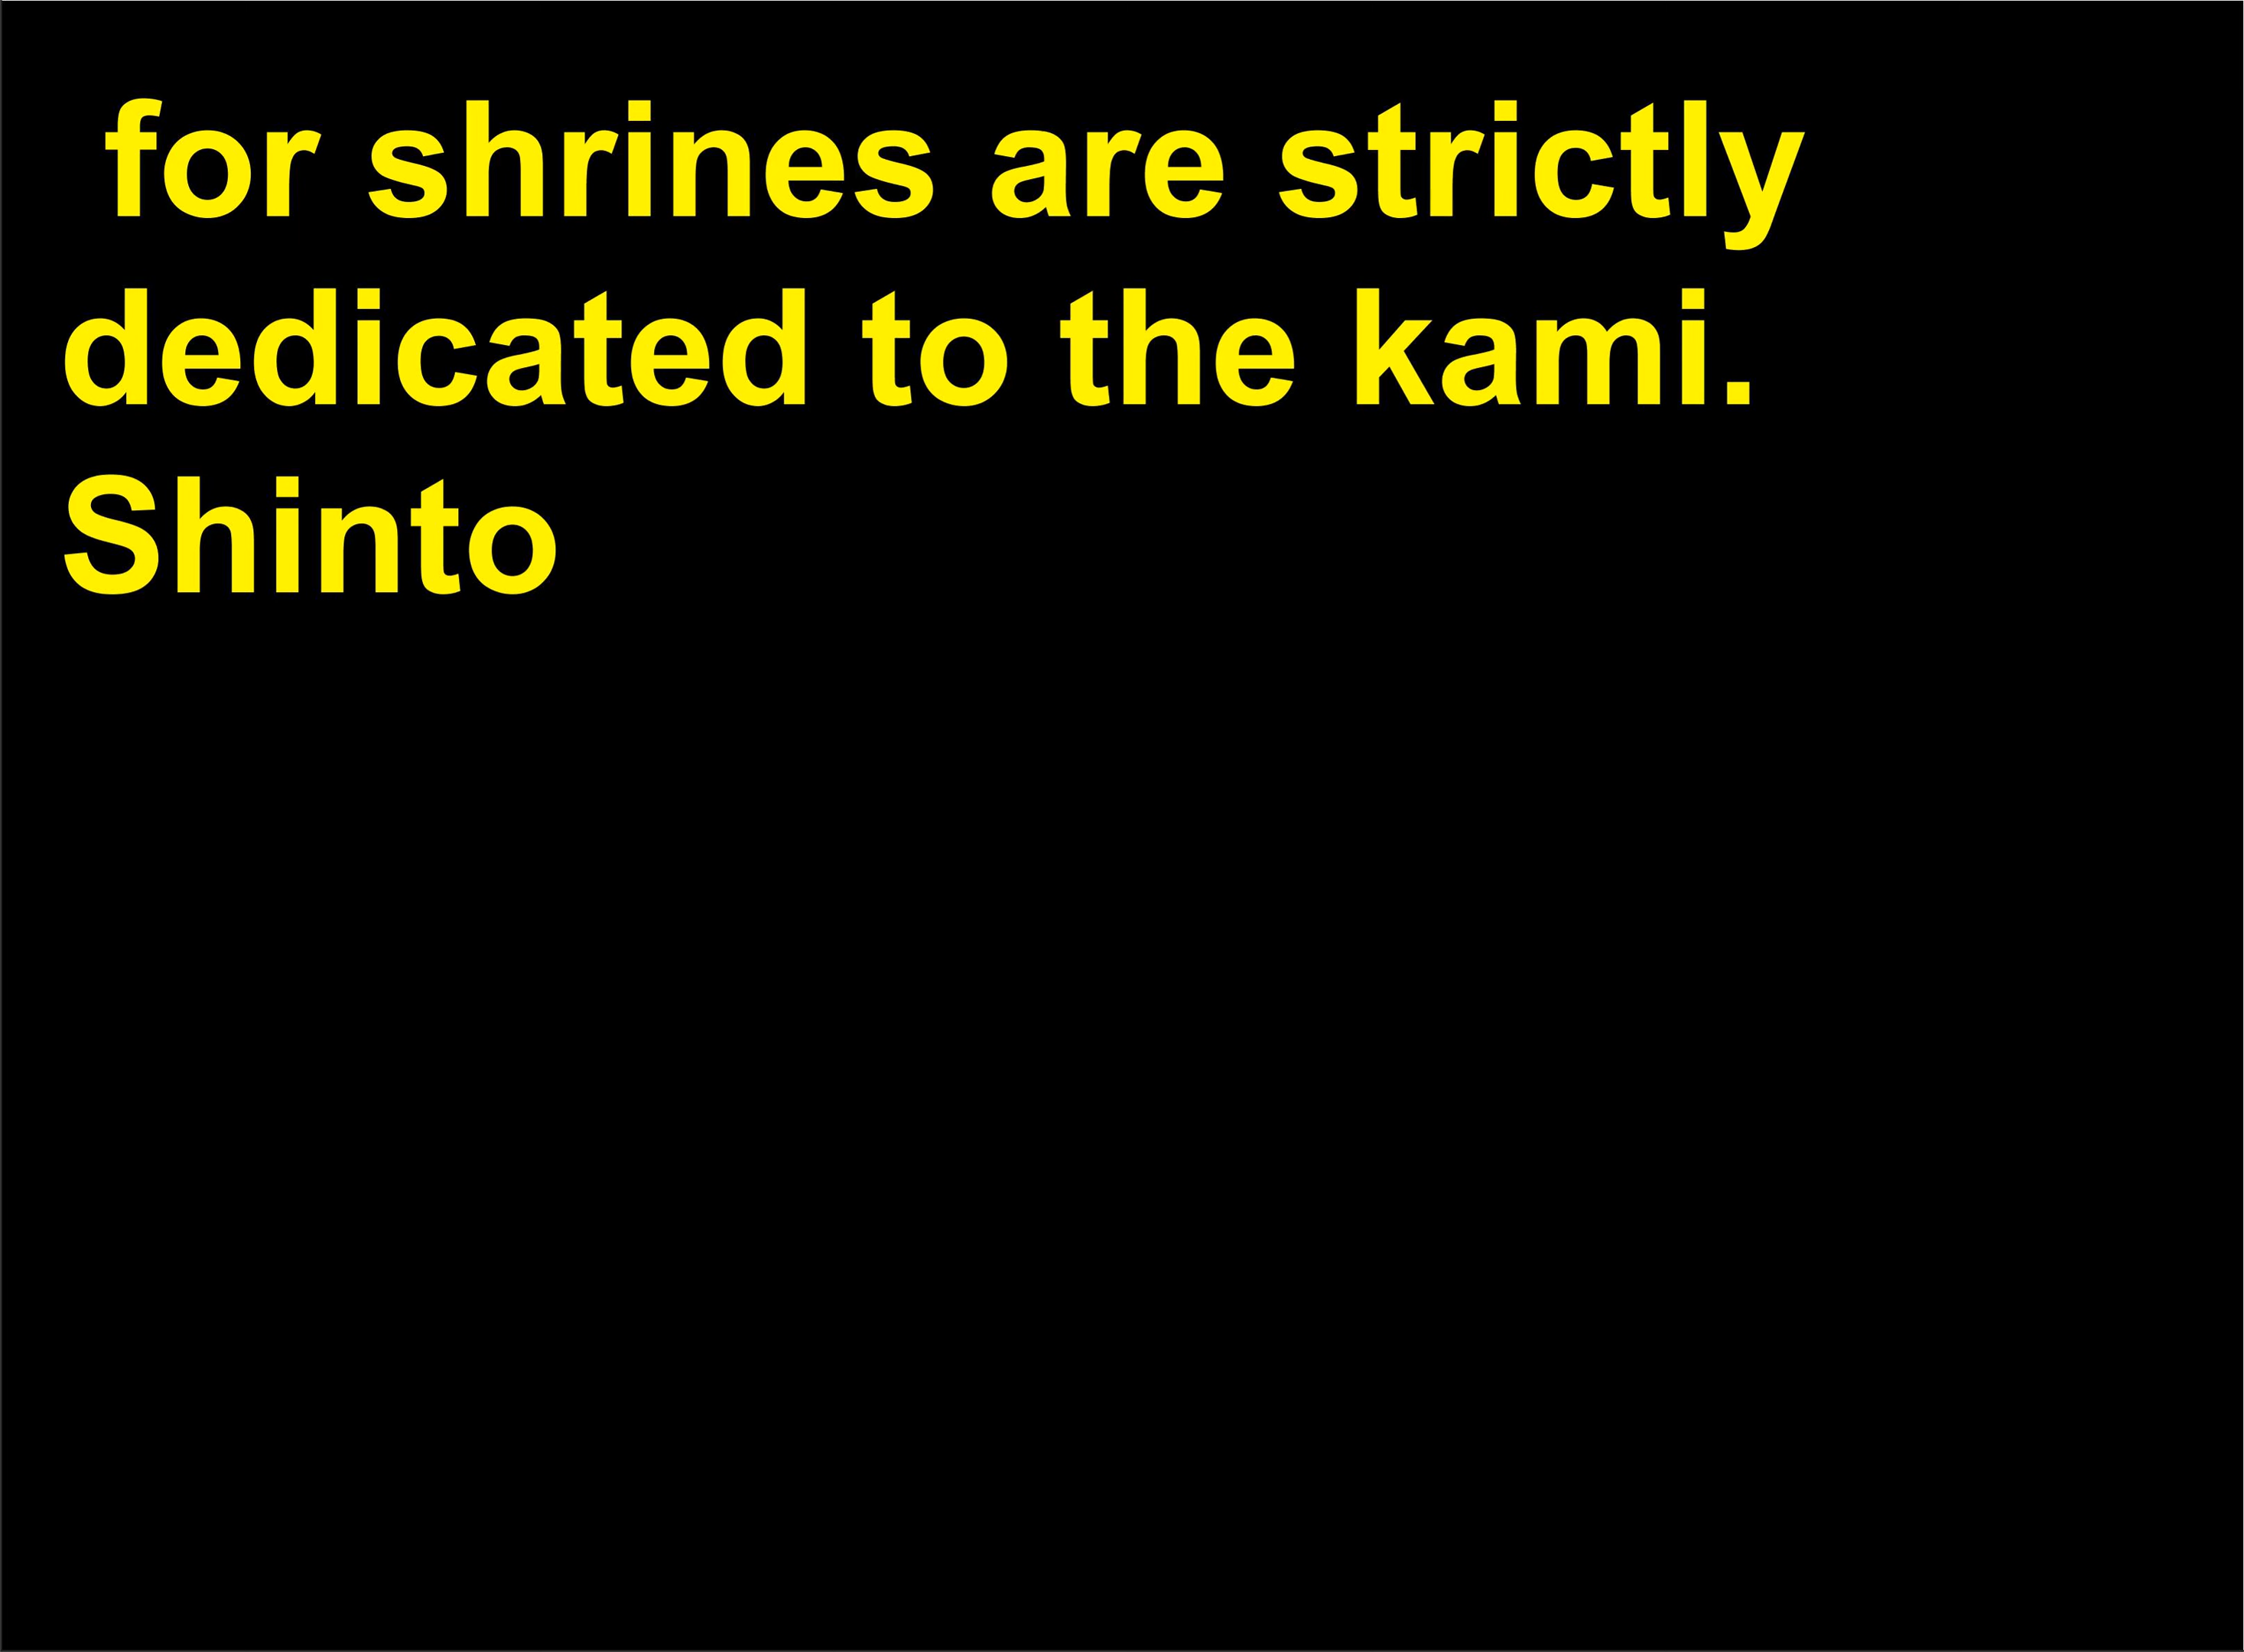 for shrines are strictly
dedicated to the kami.
Shinto